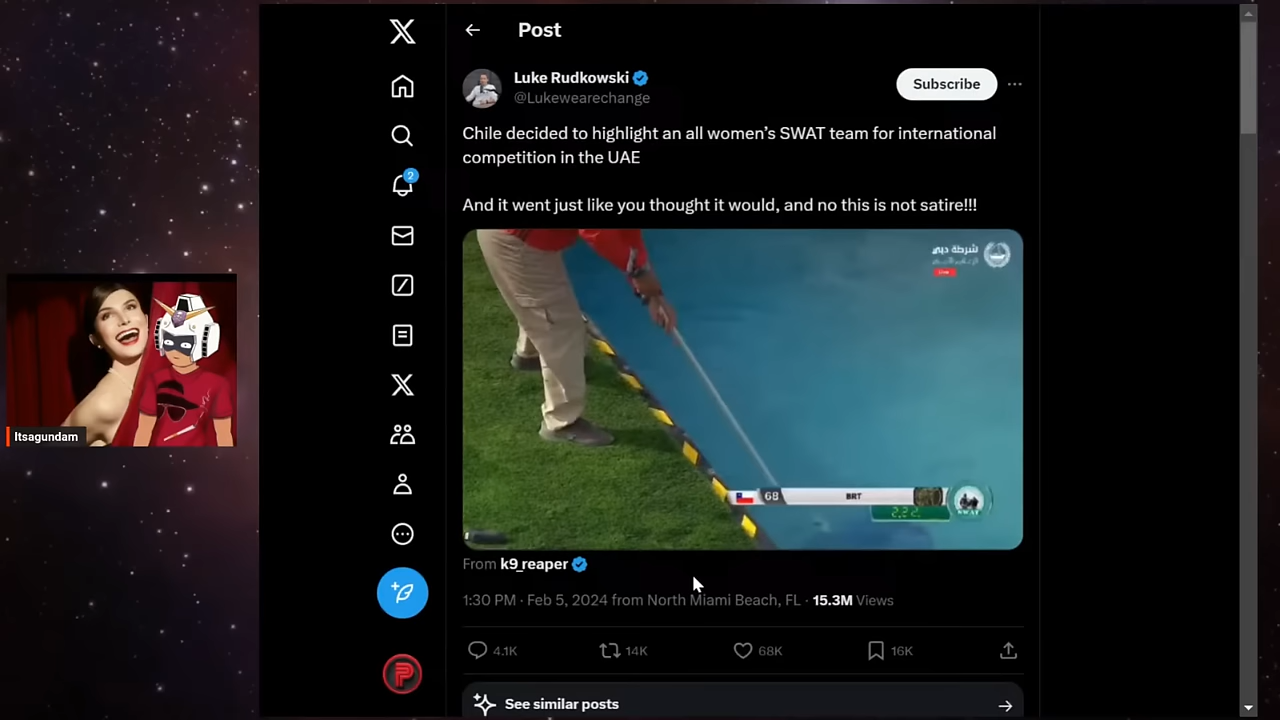 Post
Luke Rudkowski
@Lukewearechange
Subscribe
Chile decided to highlight an all women's SWAT team for international
competition in the UAE
And it went just like you thought it would, and no this is not satire!!!
شرطة دبي
68
BRT
SWAT
From k9_reaper
1:30 PM · Feb 5, 2024 from North Miami Beach, FL · 15.3M Views
4.1K
14K
68K
16K
See similar posts
2
Itsagundam